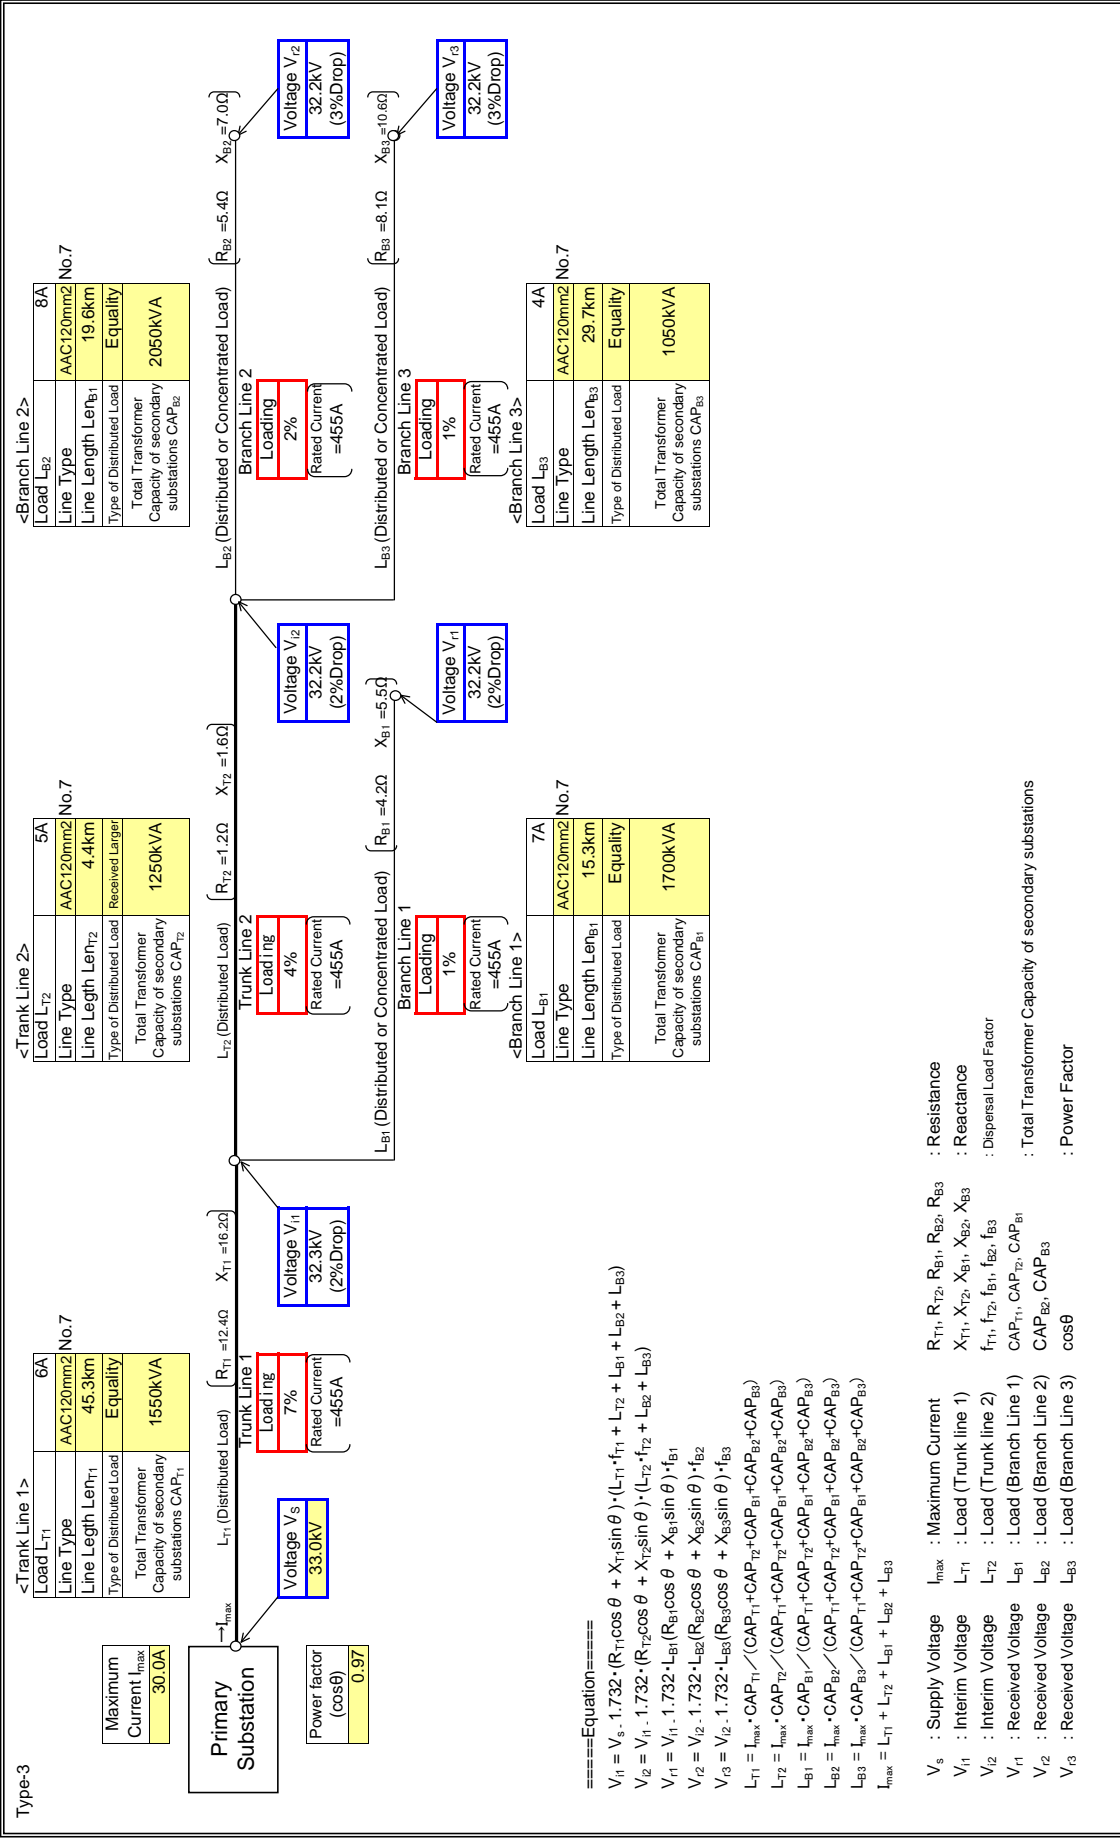 Type-3
Maximum
Current Imax
30.0A
Primary
Substation
→Imax
Power factor
(cosθ)
0.97
Voltage Vs
33.0kV
<Trank Line 1>
Load LT1 6A
Line Type AAC120mm2 No.7
Line Legth LenT1 45.3km
Type of Distributed Load Equality
Total Transformer
Capacity of secondary
substations CAPT1
1550kVA
LT1 (Distributed Load) RT1 =12.4Ω XT1 =16.2Ω
Trunk Line 1
Loading
7%
Rated Current
=455A
Voltage Vi1
32.3kV
(2%Drop)
<Trank Line 2>
Load LT2 5A
Line Type AAC120mm2 No.7
Line Legth LenT2 4.4km
Type of Distributed Load Received Larger
Total Transformer
Capacity of secondary
substations CAPT2
1250kVA
LT2 (Distributed Load) RT2 =1.2Ω XT2 =1.6Ω
Trunk Line 2
Loading
4%
Rated Current
=455A
Voltage Vi2
32.2kV
(2%Drop)
LB1 (Distributed or Concentrated Load) RB1 =4.2Ω XB1 =5.5Ω
Branch Line 1
Loading
1%
Rated Current
=455A
Voltage Vr1
32.2kV
(2%Drop)
<Branch Line 1>
Load LB1 7A
Line Type AAC120mm2 No.7
Line Length LenB1 15.3km
Type of Distributed Load Equality
Total Transformer
Capacity of secondary
substations CAPB1
1700kVA
<Branch Line 2>
Load LB2 8A
Line Type AAC120mm2 No.7
Line Length LenB1 19.6km
Type of Distributed Load Equality
Total Transformer
Capacity of secondary
substations CAPB2
2050kVA
LB2 (Distributed or Concentrated Load) RB2 =5.4Ω XB2 =7.0Ω
Branch Line 2
Loading
2%
Rated Current
=455A
Voltage Vr2
32.2kV
(3%Drop)
LB3 (Distributed or Concentrated Load) RB3 =8.1Ω XB3 =10.6Ω
Branch Line 3
Loading
1%
Rated Current
=455A
Voltage Vr3
32.2kV
(3%Drop)
<Branch Line 3>
Load LB3 4A
Line Type AAC120mm2 No.7
Line Length LenB3 29.7km
Type of Distributed Load Equality
Total Transformer
Capacity of secondary
substations CAPB3
1050kVA
=====Equation=====
Vi1 = Vs - 1.732・(RT1cos θ + XT1sin θ)・(LT1・fT1 + LT2 + LB1 + LB2 + LB3)
Vi2 = Vi1 - 1.732・(RT2cos θ + XT2sin θ)・(LT2・fT2 + LB2 + LB3)
Vr1 = Vi1 - 1.732・LB1(RB1cos θ + XB1sin θ)・fB1
Vr2 = Vi2 - 1.732・LB2(RB2cos θ + XB2sin θ)・fB2
Vr3 = Vi2 - 1.732・LB3(RB3cos θ + XB3sin θ)・fB3
LT1 = Imax・CAPT1／(CAPT1+CAPT2+CAPB1+CAPB2+CAPB3)
LT2 = Imax・CAPT2／(CAPT1+CAPT2+CAPB1+CAPB2+CAPB3)
LB1 = Imax・CAPB1／(CAPT1+CAPT2+CAPB1+CAPB2+CAPB3)
LB2 = Imax・CAPB2／(CAPT1+CAPT2+CAPB1+CAPB2+CAPB3)
LB3 = Imax・CAPB3／(CAPT1+CAPT2+CAPB1+CAPB2+CAPB3)
Imax = LT1 + LT2 + LB1 + LB2 + LB3
Vs : Supply Voltage Imax : Maximum Current RT1, RT2, RB1, RB2, RB3 : Resistance
Vi1 : Interim Voltage LT1 : Load (Trunk line 1) XT1, XT2, XB1, XB2, XB3 : Reactance
Vi2 : Interim Voltage LT2 : Load (Trunk line 2) fT1, fT2, fB1, fB2, fB3 : Dispersal Load Factor
Vr1 : Received Voltage LB1 : Load (Branch Line 1) CAPT1, CAPT2, CAPB1
Vr2 : Received Voltage LB2 : Load (Branch Line 2) CAPB2, CAPB3 : Total Transformer Capacity of secondary substations
Vr3 : Received Voltage LB3 : Load (Branch Line 3) cosθ : Power Factor